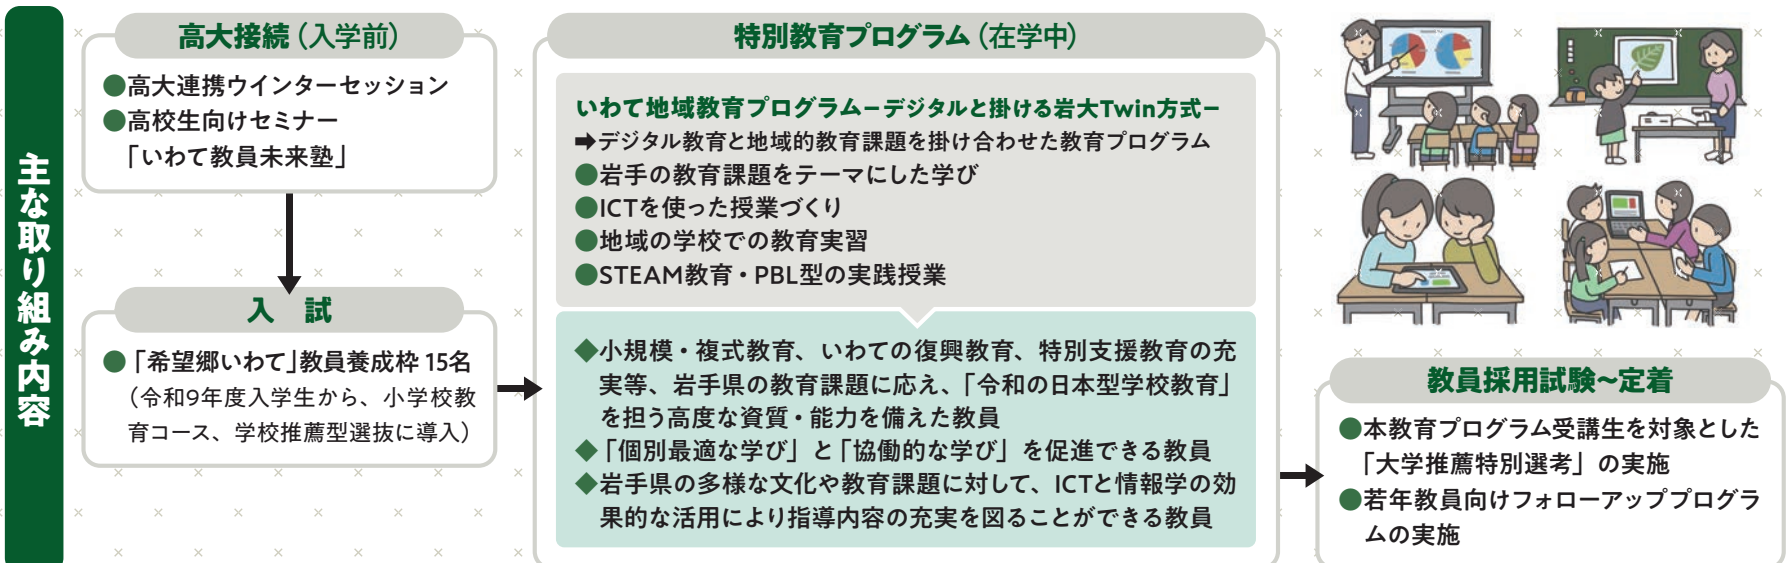 主な取り組み内容
高大接続（入学前）
●高大連携ウインターセッション
●高校生向けセミナー
「いわて教員未来塾」
入　試
●「希望郷いわて」教員養成枠 15名
（令和9年度入学生から、小学校教
育コース、学校推薦型選抜に導入）
特別教育プログラム（在学中）
いわて地域教育プログラム－デジタルと掛ける岩大Twin方式－
➡デジタル教育と地域的教育課題を掛け合わせた教育プログラム
●岩手の教育課題をテーマにした学び
●ICTを使った授業づくり
●地域の学校での教育実習
●STEAM教育・PBL型の実践授業
◆小規模・複式教育、いわての復興教育、特別支援教育の充
実等、岩手県の教育課題に応え、「令和の日本型学校教育」
を担う高度な資質・能力を備えた教員
◆「個別最適な学び」と「協働的な学び」を促進できる教員
◆岩手県の多様な文化や教育課題に対して、ICTと情報学の効
果的な活用により指導内容の充実を図ることができる教員
教員採用試験～定着
●本教育プログラム受講生を対象とした
「大学推薦特別選考」の実施
●若年教員向けフォローアッププログラ
ムの実施